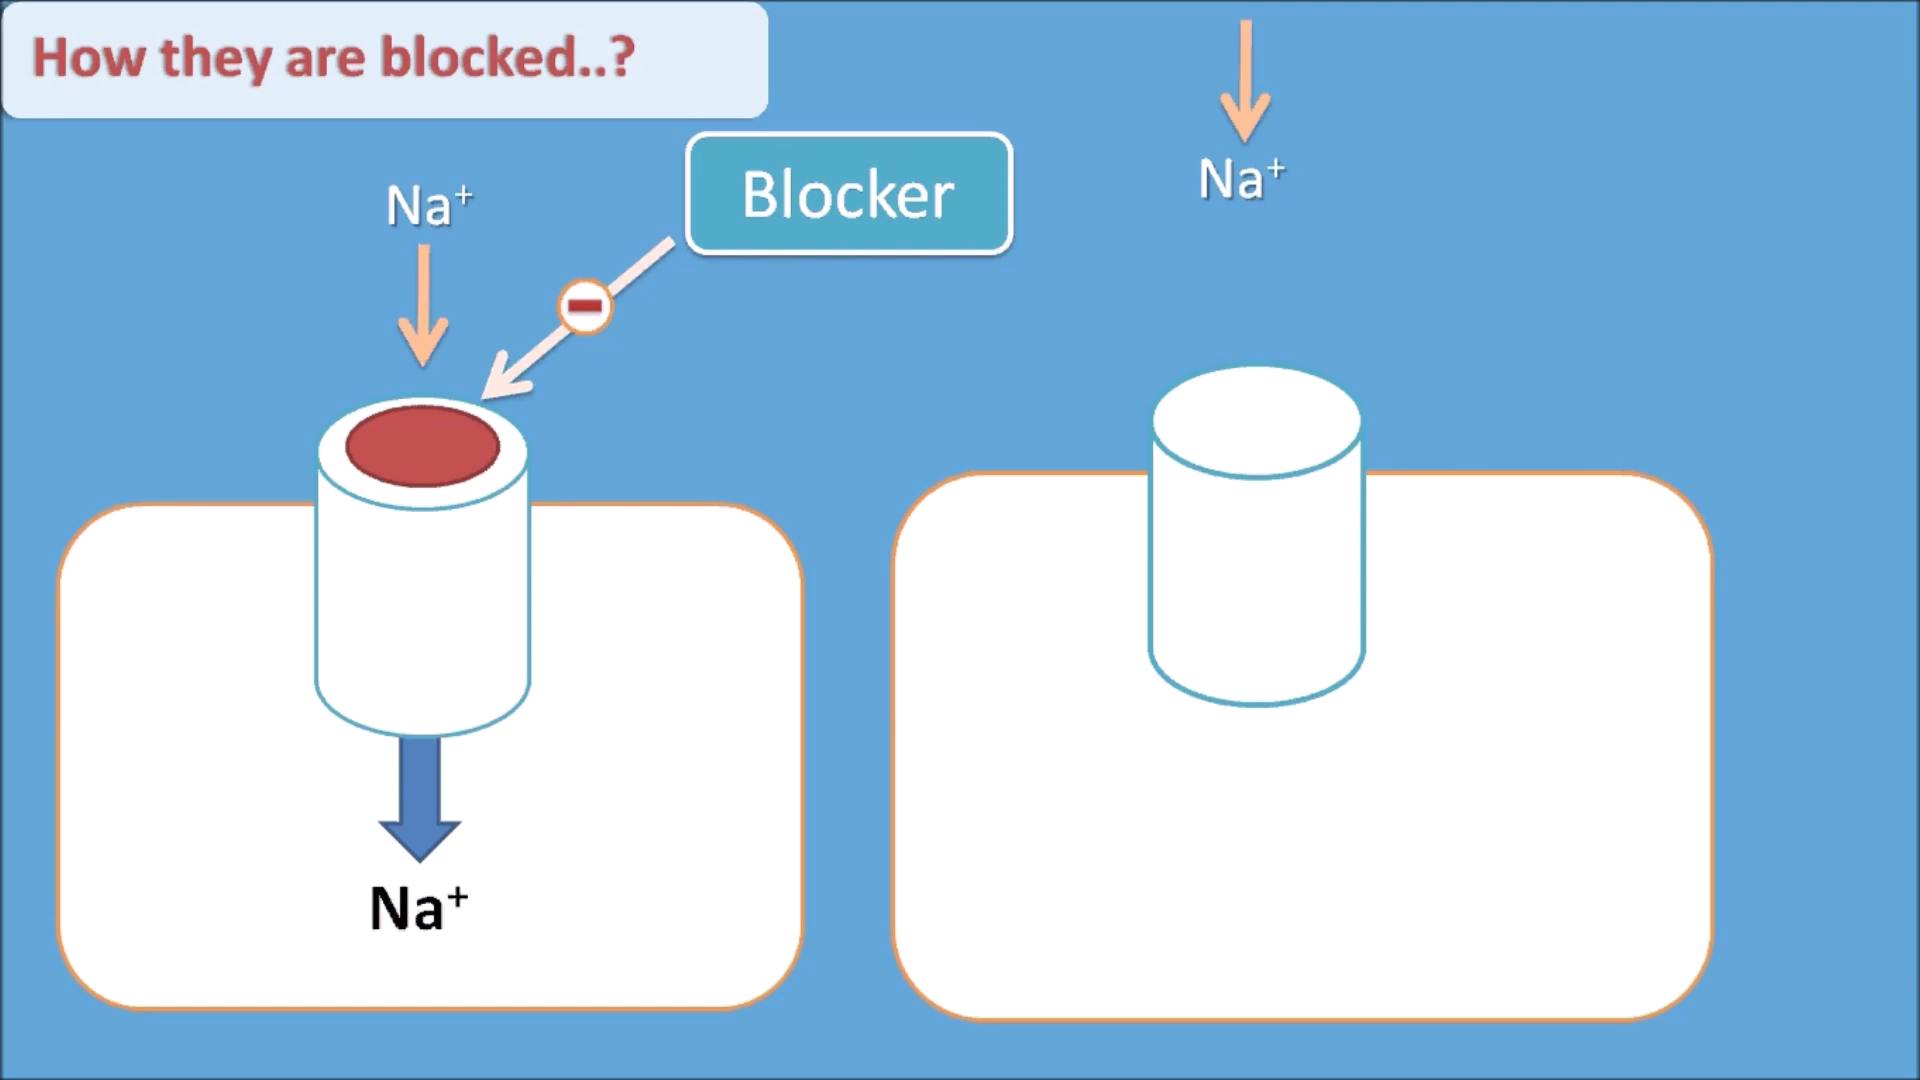 How they are blocked..?
Na⁺
Blocker
Na⁺
Na⁺